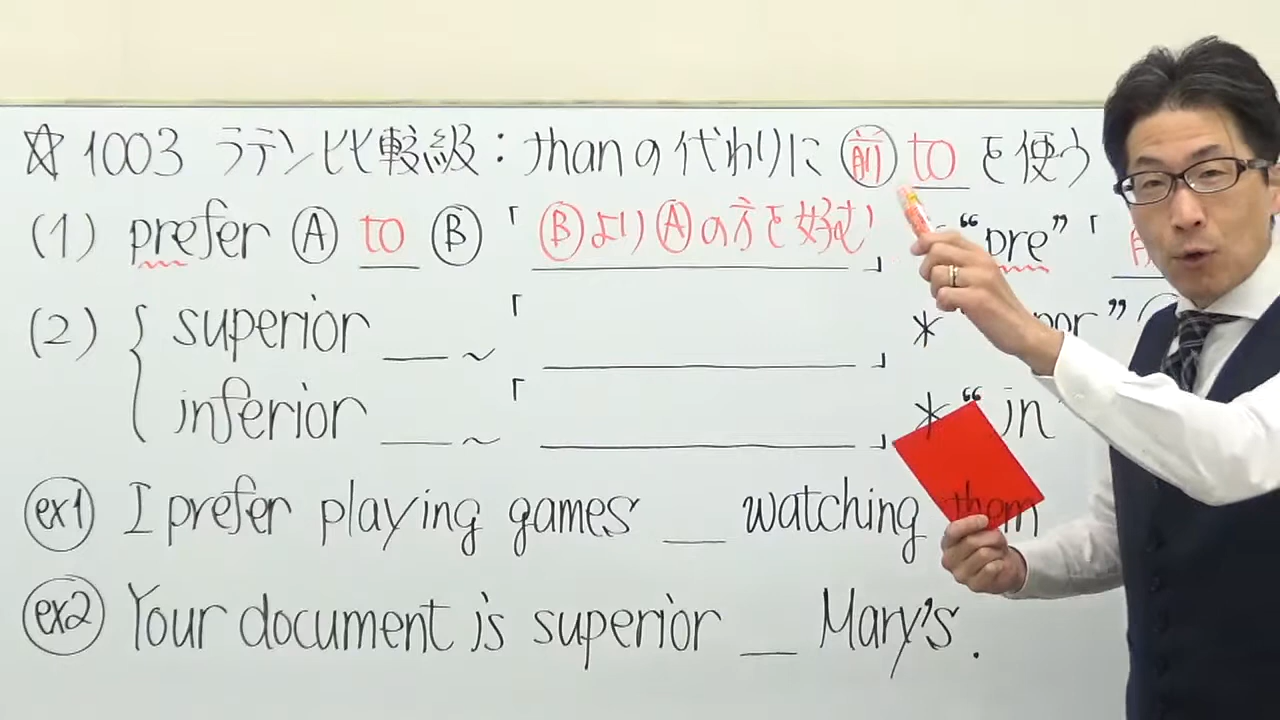 ☆ 1003 ラテン比較級：thanの代わりに 前 to を使う
(1) prefer Ⓐ to Ⓑ 「ⒷよりⒶの方を好む」 “pre” 「
(2) { superior __ ~ 「 」 *
inferior __ ~ 「 」 * “in
ex1 I prefer playing games __ watching them
ex2 Your document is superior __ Mary's.